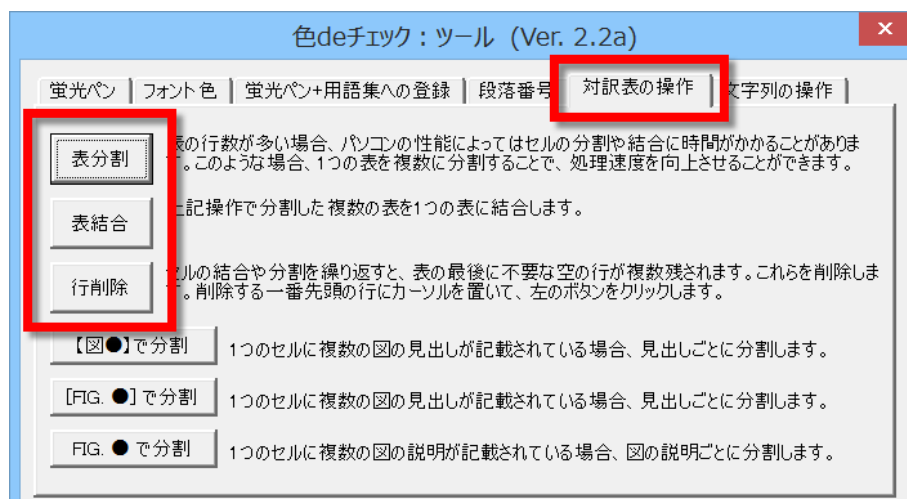 色deチェック:ツール (Ver. 2.2a)
蛍光ペン フォント色 蛍光ペン+用語集への登録 段落番号 対訳表の操作 文字列の操作
表分割
の行数が多い場合、パソコンの性能によってはセルの分割や結合に時間がかかることがありま
。このような場合、1つの表を複数に分割することで、処理速度を向上させることができます。
表結合
記操作で分割した複数の表を1つの表に結合します。
行削除
ルの結合や分割を繰り返すと、表の最後に不要な空の行が複数残されます。これらを削除しま
。削除する一番先頭の行にカーソルを置いて、左のボタンをクリックします。
【図●】で分割
1つのセルに複数の図の見出しが記載されている場合、見出しごとに分割します。
[FIG. ●] で分割
1つのセルに複数の図の見出しが記載されている場合、見出しごとに分割します。
FIG. ● で分割
1つのセルに複数の図の説明が記載されている場合、図の説明ごとに分割します。